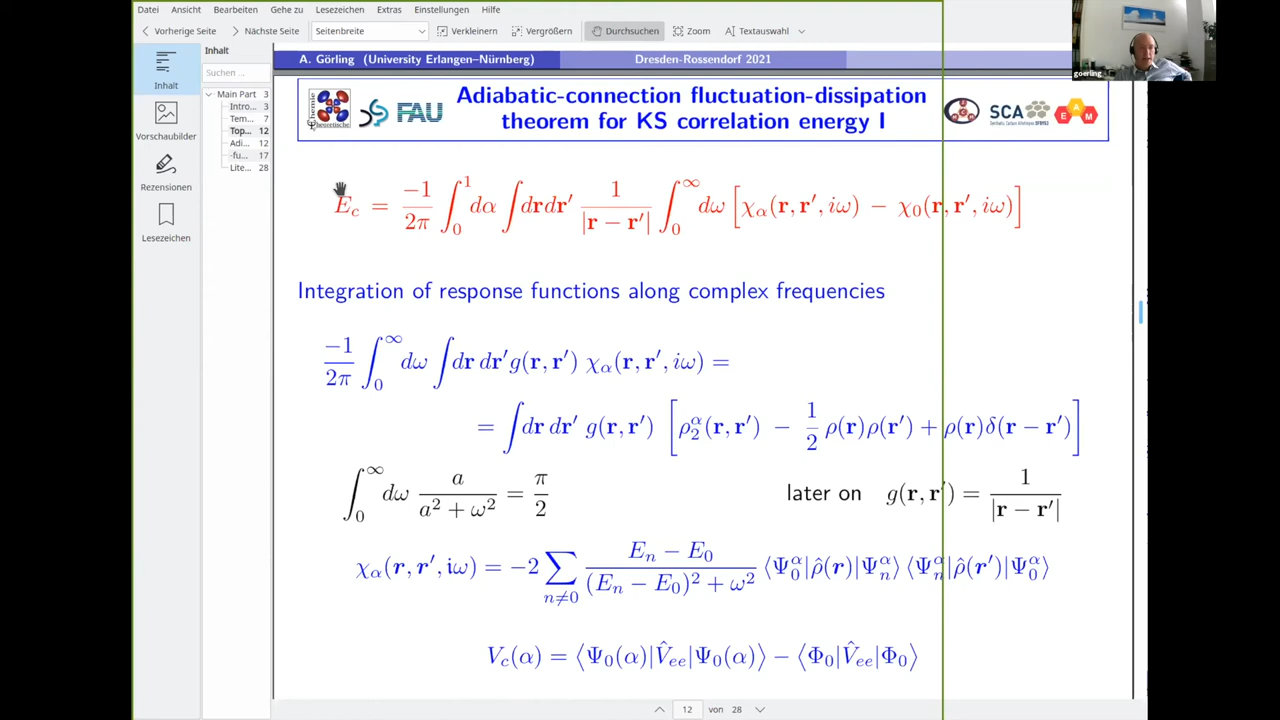 Datei Ansicht Bearbeiten Gehe zu Lesezeichen Extras Einstellungen Hilfe
Vorherige Seite Nächste Seite Seitenbreite Verkleinern Vergrößern Durchsuchen Zoom Textauswahl
Inhalt
Vorschaubilder
Rezensionen
Lesezeichen
Inhalt
Suchen ...
Main Part 3
Intro... 3
Tem... 7
Top... 12
Adi... 12
-fu... 17
Lite... 28
A. Görling (University Erlangen–Nürnberg) Dresden-Rossendorf 2021
goerling
FAU
Adiabatic-connection fluctuation-dissipation
theorem for KS correlation energy I
SCA
E A M
E_c = −1/2π ∫_0^1 dα ∫ drdr′ 1/|r − r′| ∫_0^∞ dω [χ_α(r, r′, iω) − χ_0(r, r′, iω)]
Integration of response functions along complex frequencies
−1/2π ∫_0^∞ dω ∫ dr dr′ g(r, r′) χ_α(r, r′, iω) =
= ∫ dr dr′ g(r, r′) [ρ_2^α(r, r′) − 1/2 ρ(r)ρ(r′) + ρ(r)δ(r − r′)]
∫_0^∞ dω a/(a² + ω²) = π/2 later on g(r, r′) = 1/|r − r′|
χ_α(r, r′, iω) = −2 ∑_{n≠0} (E_n − E_0)/((E_n − E_0)² + ω²) ⟨Ψ_0^α|ρ̂(r)|Ψ_n^α⟩ ⟨Ψ_n^α|ρ̂(r′)|Ψ_0^α⟩
V_c(α) = ⟨Ψ_0(α)|V̂_ee|Ψ_0(α)⟩ − ⟨Φ_0|V̂_ee|Φ_0⟩
12 von 28